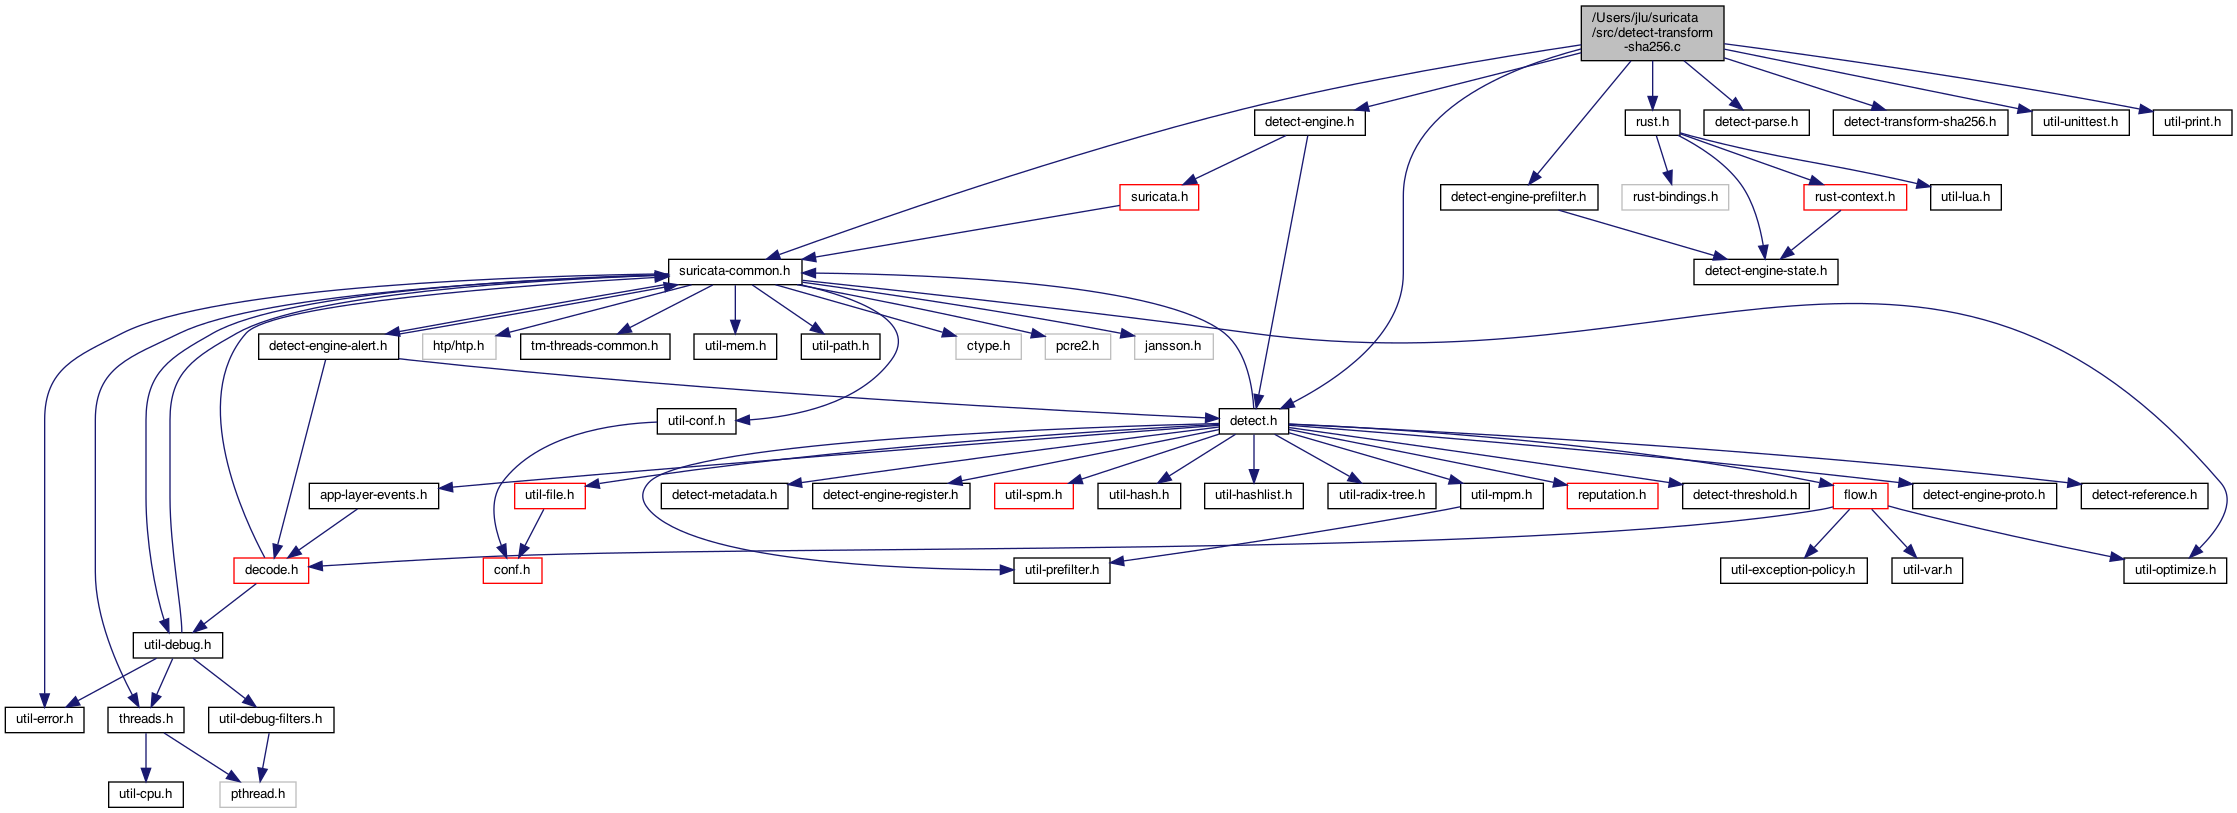 /Users/jlu/suricata
/src/detect-transform
-sha256.c
detect-engine.h
rust.h
detect-parse.h
detect-transform-sha256.h
util-unittest.h
util-print.h
suricata.h
detect-engine-prefilter.h
rust-bindings.h
rust-context.h
util-lua.h
suricata-common.h
detect-engine-state.h
detect-engine-alert.h
htp/htp.h
tm-threads-common.h
util-mem.h
util-path.h
ctype.h
pcre2.h
jansson.h
util-conf.h
detect.h
app-layer-events.h
util-file.h
detect-metadata.h
detect-engine-register.h
util-spm.h
util-hash.h
util-hashlist.h
util-radix-tree.h
util-mpm.h
reputation.h
detect-threshold.h
flow.h
detect-engine-proto.h
detect-reference.h
decode.h
conf.h
util-prefilter.h
util-exception-policy.h
util-var.h
util-optimize.h
util-debug.h
util-error.h
threads.h
util-debug-filters.h
util-cpu.h
pthread.h